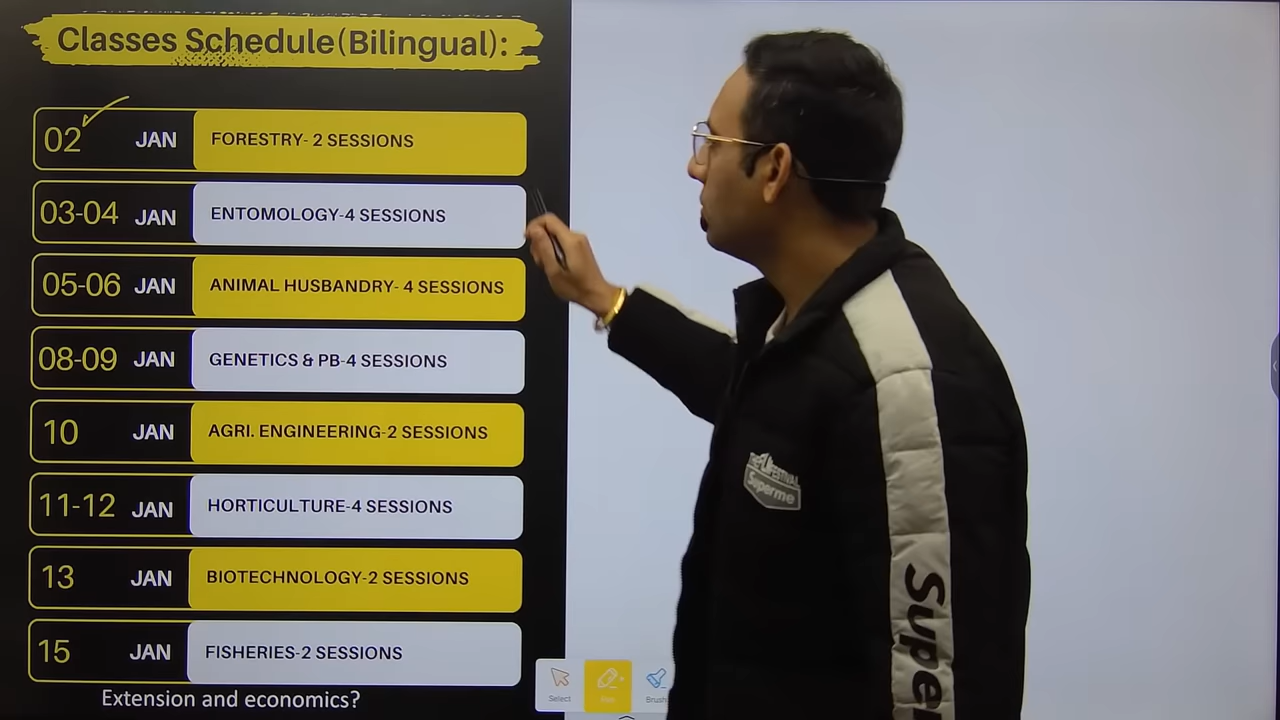 Classes Schedule(Bilingual):
02 JAN FORESTRY- 2 SESSIONS
03-04 JAN ENTOMOLOGY-4 SESSIONS
05-06 JAN ANIMAL HUSBANDRY- 4 SESSIONS
08-09 JAN GENETICS & PB-4 SESSIONS
10 JAN AGRI. ENGINEERING-2 SESSIONS
11-12 JAN HORTICULTURE-4 SESSIONS
13 JAN BIOTECHNOLOGY-2 SESSIONS
15 JAN FISHERIES-2 SESSIONS
Extension and economics?
Select
Pen
Brush
Superme
Super